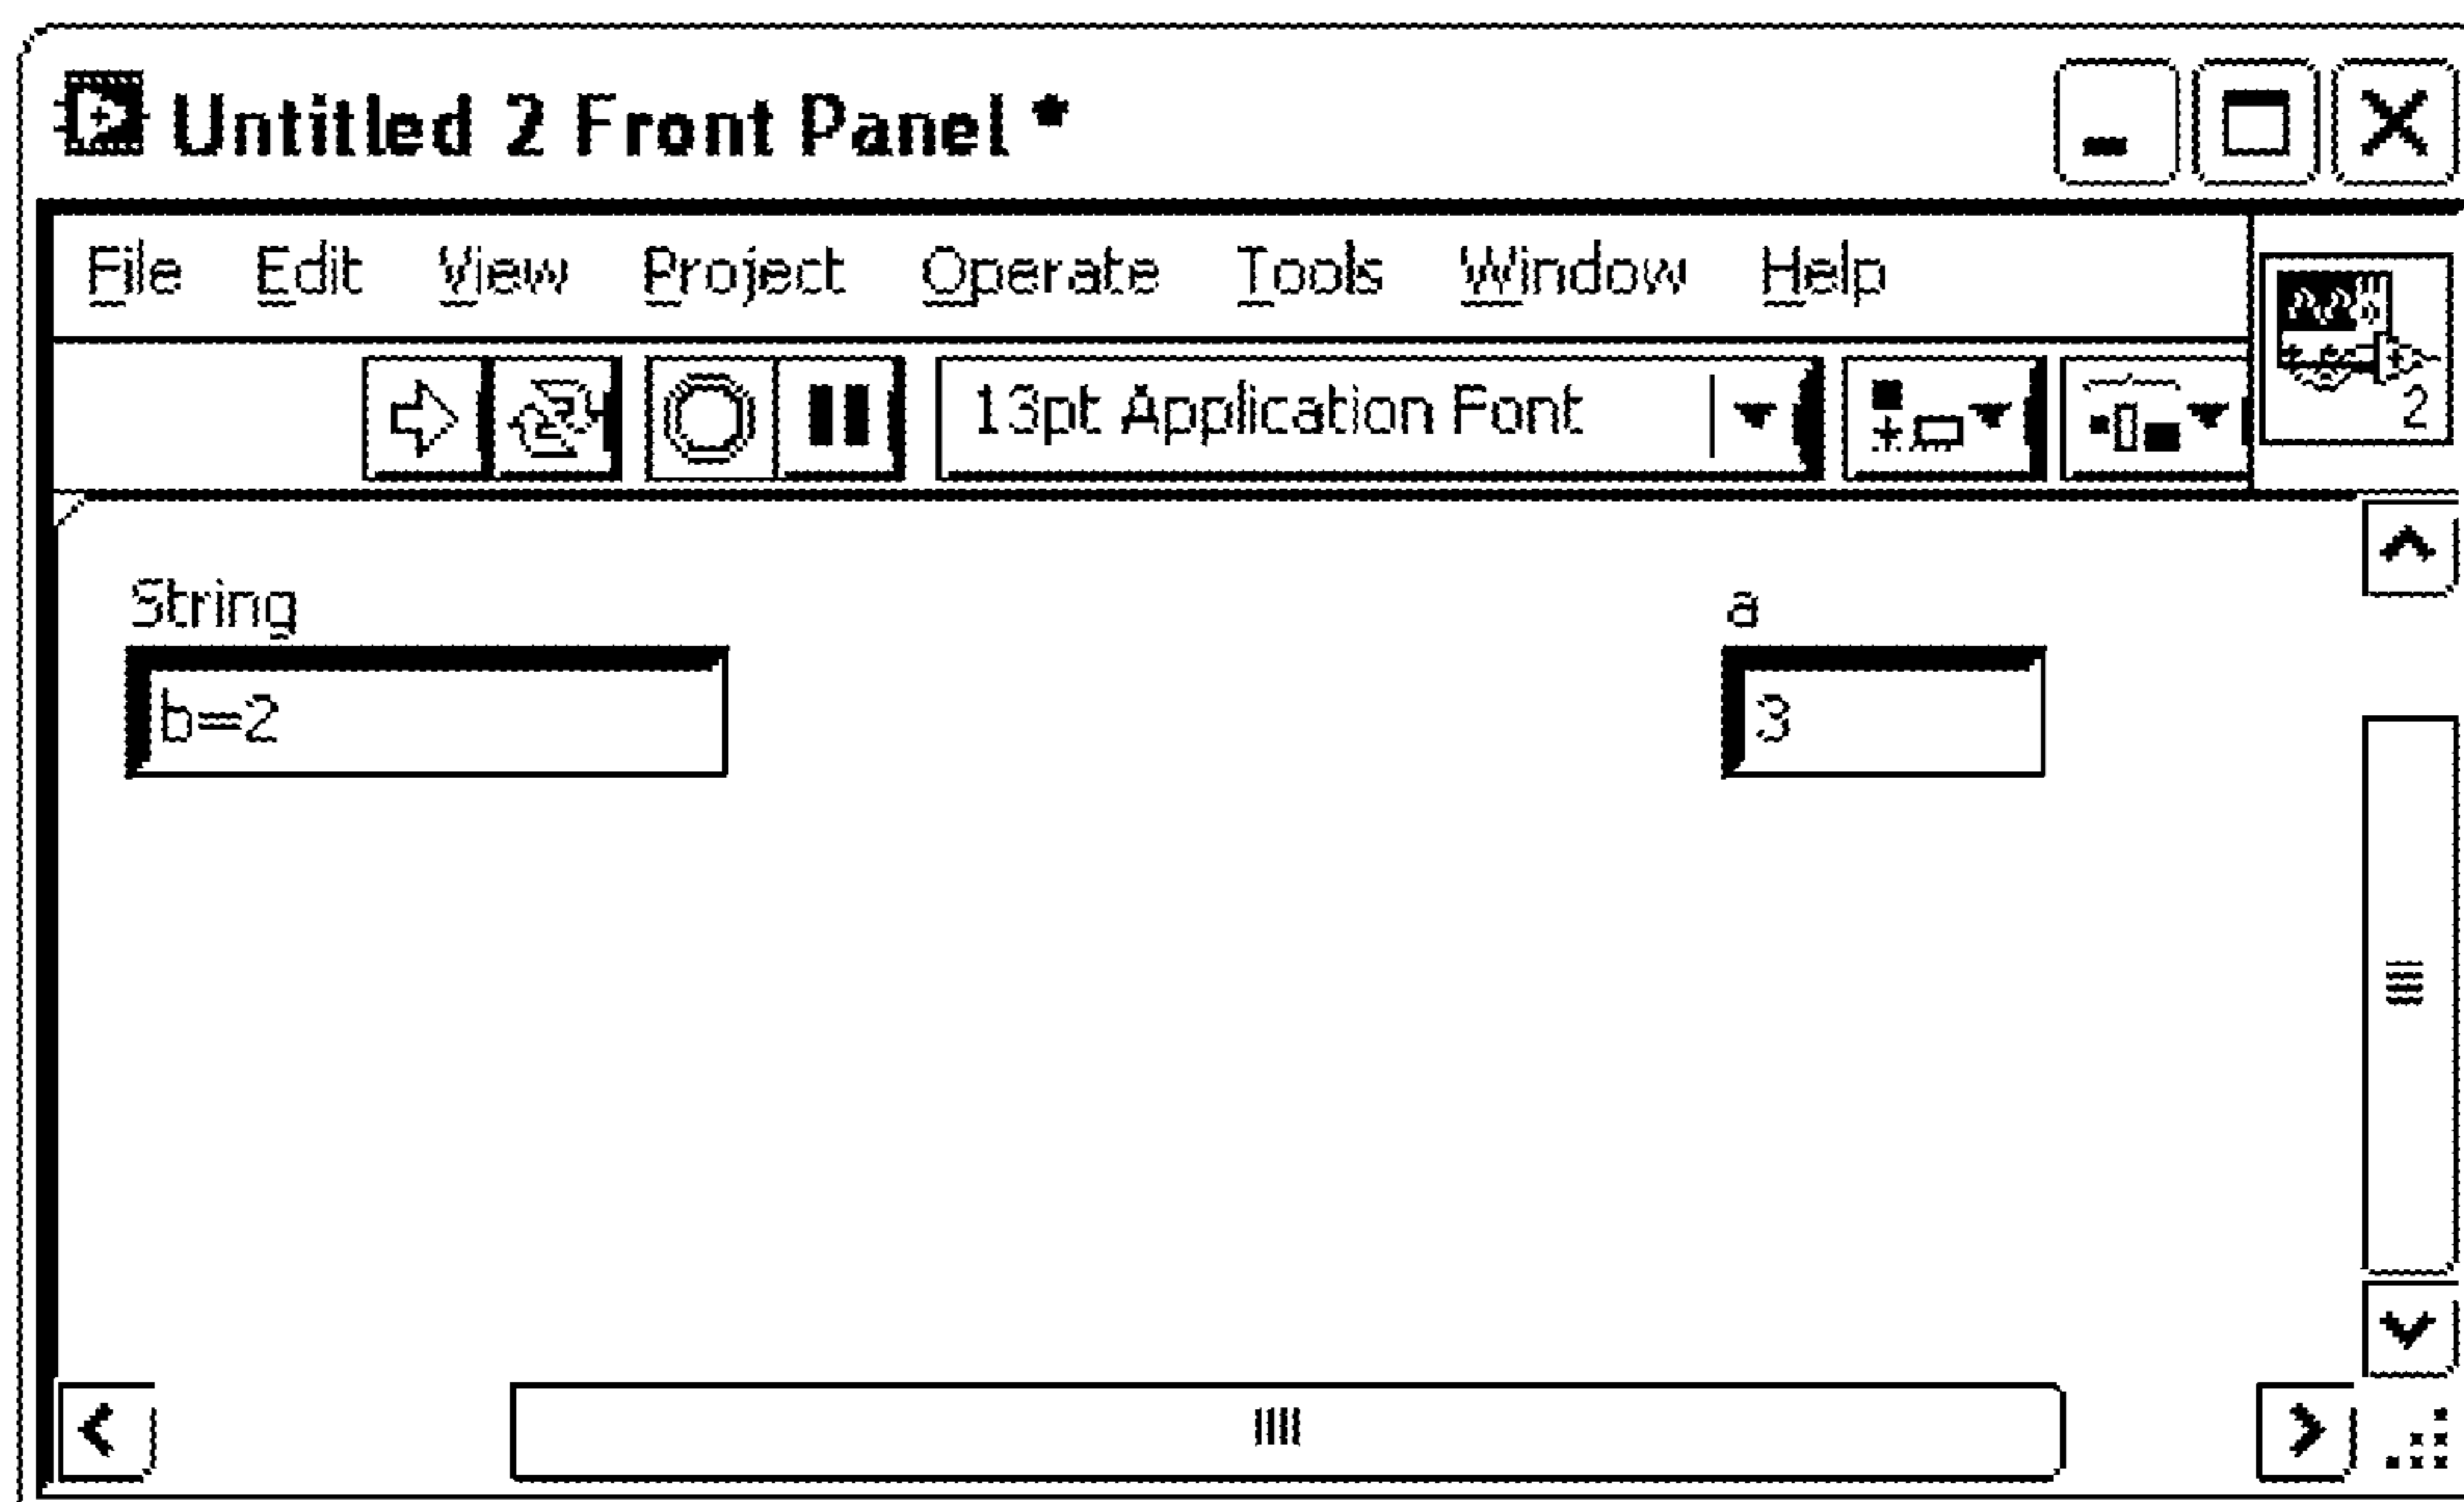 Untitled 2 Front Panel *
File Edit View Project Operate Tools Window Help
13pt Application Font
2
String a
b=2 3